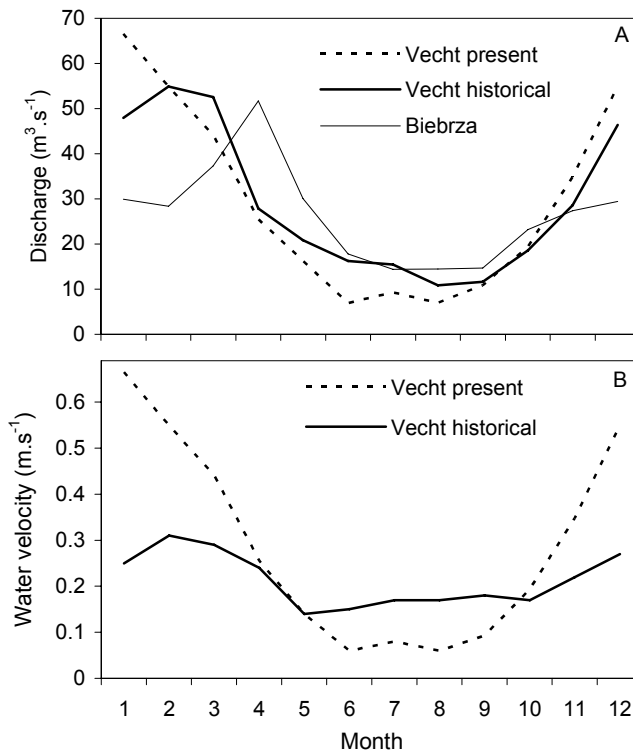 A
Vecht present
Vecht historical
Biebrza
Discharge (m³.s⁻¹)
70
60
50
40
30
20
10
0
B
Vecht present
Vecht historical
Water velocity (m.s⁻¹)
0.6
0.5
0.4
0.3
0.2
0.1
0
1 2 3 4 5 6 7 8 9 10 11 12
Month